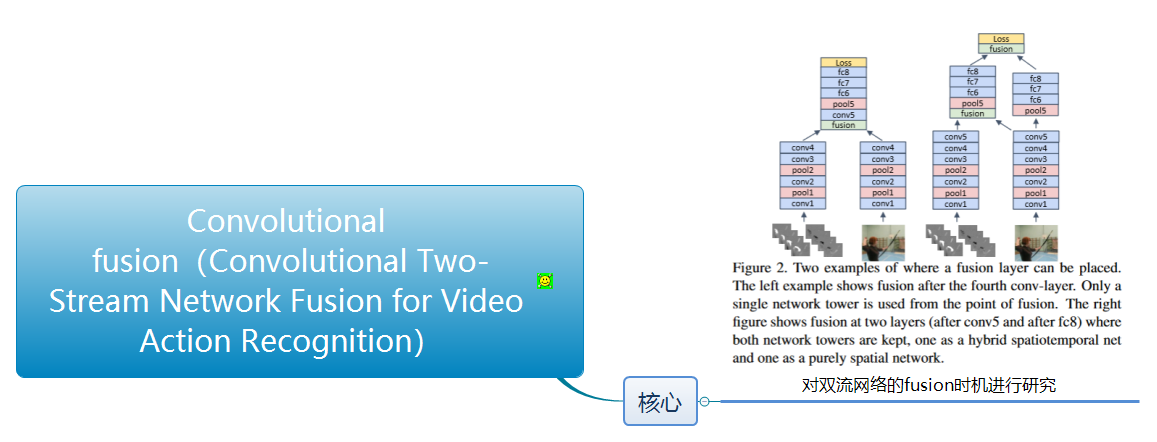 Convolutional
fusion（Convolutional Two-
Stream Network Fusion for Video
Action Recognition）
核心
Loss
fc8
fc7
fc6
pool5
conv5
fusion
conv4
conv3
pool2
conv2
pool1
conv1
conv4
conv3
pool2
conv2
pool1
conv1
Loss
fusion
fc8
fc7
fc6
pool5
fusion
conv5
conv4
conv3
pool2
conv2
pool1
conv1
fc8
fc7
fc6
pool5
conv5
conv4
conv3
pool2
conv2
pool1
conv1
Figure 2. Two examples of where a fusion layer can be placed.
The left example shows fusion after the fourth conv-layer. Only a
single network tower is used from the point of fusion. The right
figure shows fusion at two layers (after conv5 and after fc8) where
both network towers are kept, one as a hybrid spatiotemporal net
and one as a purely spatial network.
对双流网络的fusion时机进行研究